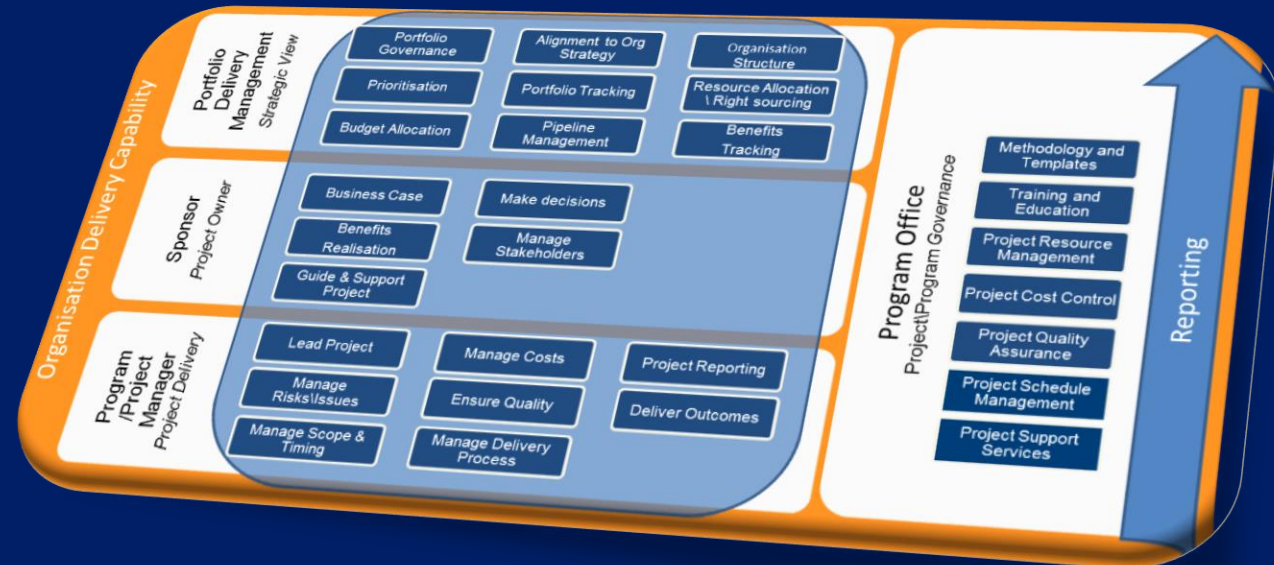 Organisation Delivery Capability
Portfolio
Delivery
Management
Strategic View
Portfolio
Governance
Alignment to Org
Strategy
Organisation
Structure
Prioritisation
Portfolio Tracking
Resource Allocation
\ Right sourcing
Budget Allocation
Pipeline
Management
Benefits
Tracking
Sponsor
Project Owner
Business Case
Make decisions
Benefits
Realisation
Manage
Stakeholders
Guide & Support
Project
Program
/Project
Manager
Project Delivery
Lead Project
Manage Costs
Project Reporting
Manage
Risks\Issues
Ensure Quality
Deliver Outcomes
Manage Scope &
Timing
Manage Delivery
Process
Program Office
Project\Program Governance
Methodology and
Templates
Training and
Education
Project Resource
Management
Project Cost Control
Project Quality
Assurance
Project Schedule
Management
Project Support
Services
Reporting